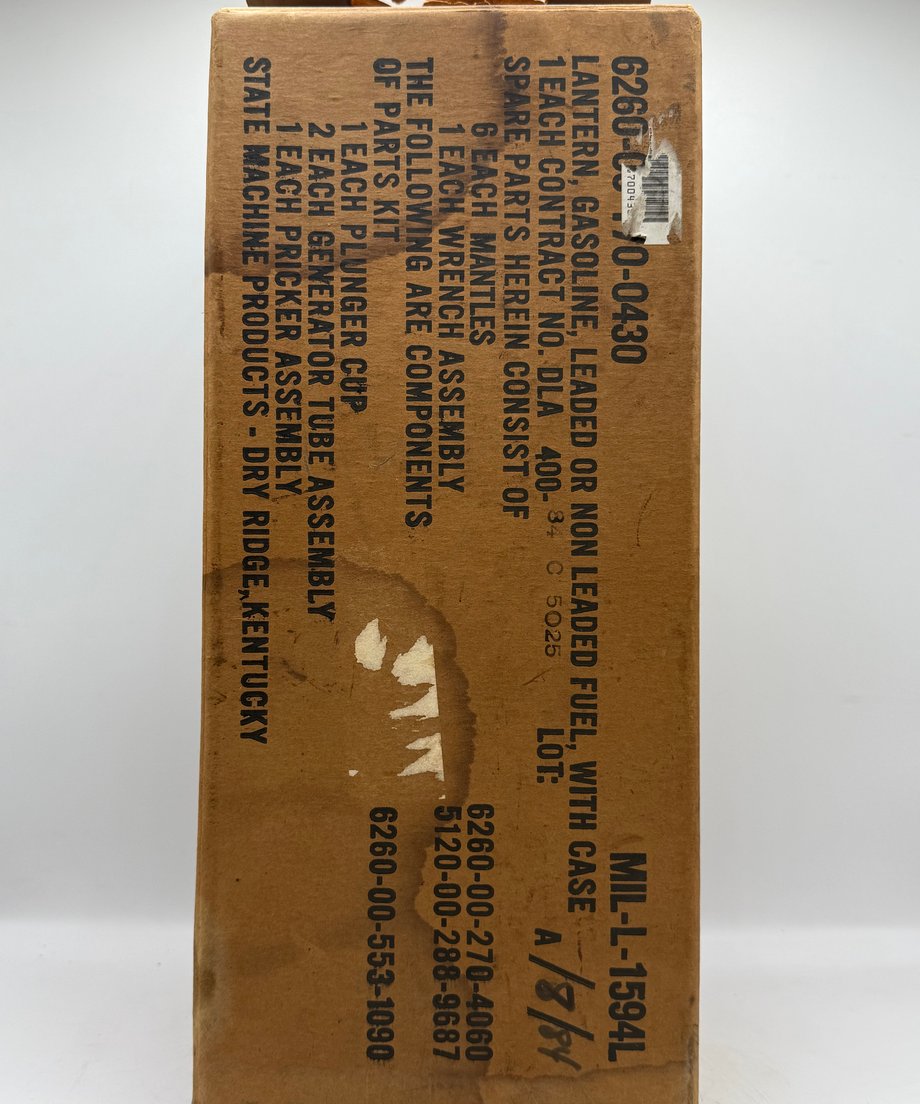 6260-00-170-0430 MIL-L-1594L
LANTERN, GASOLINE, LEADED OR NON LEADED FUEL, WITH CASE
1 EACH CONTRACT NO. DLA 400- 84 C 5025 LOT: A /8/84
SPARE PARTS HEREIN CONSIST OF
6 EACH MANTLES 6260-00-270-4060
1 EACH WRENCH ASSEMBLY 5120-00-288-9687
THE FOLLOWING ARE COMPONENTS
OF PARTS KIT 6260-00-553-1090
1 EACH PLUNGER CUP
2 EACH GENERATOR TUBE ASSEMBLY
1 EACH PRICKER ASSEMBLY
STATE MACHINE PRODUCTS - DRY RIDGE, KENTUCKY